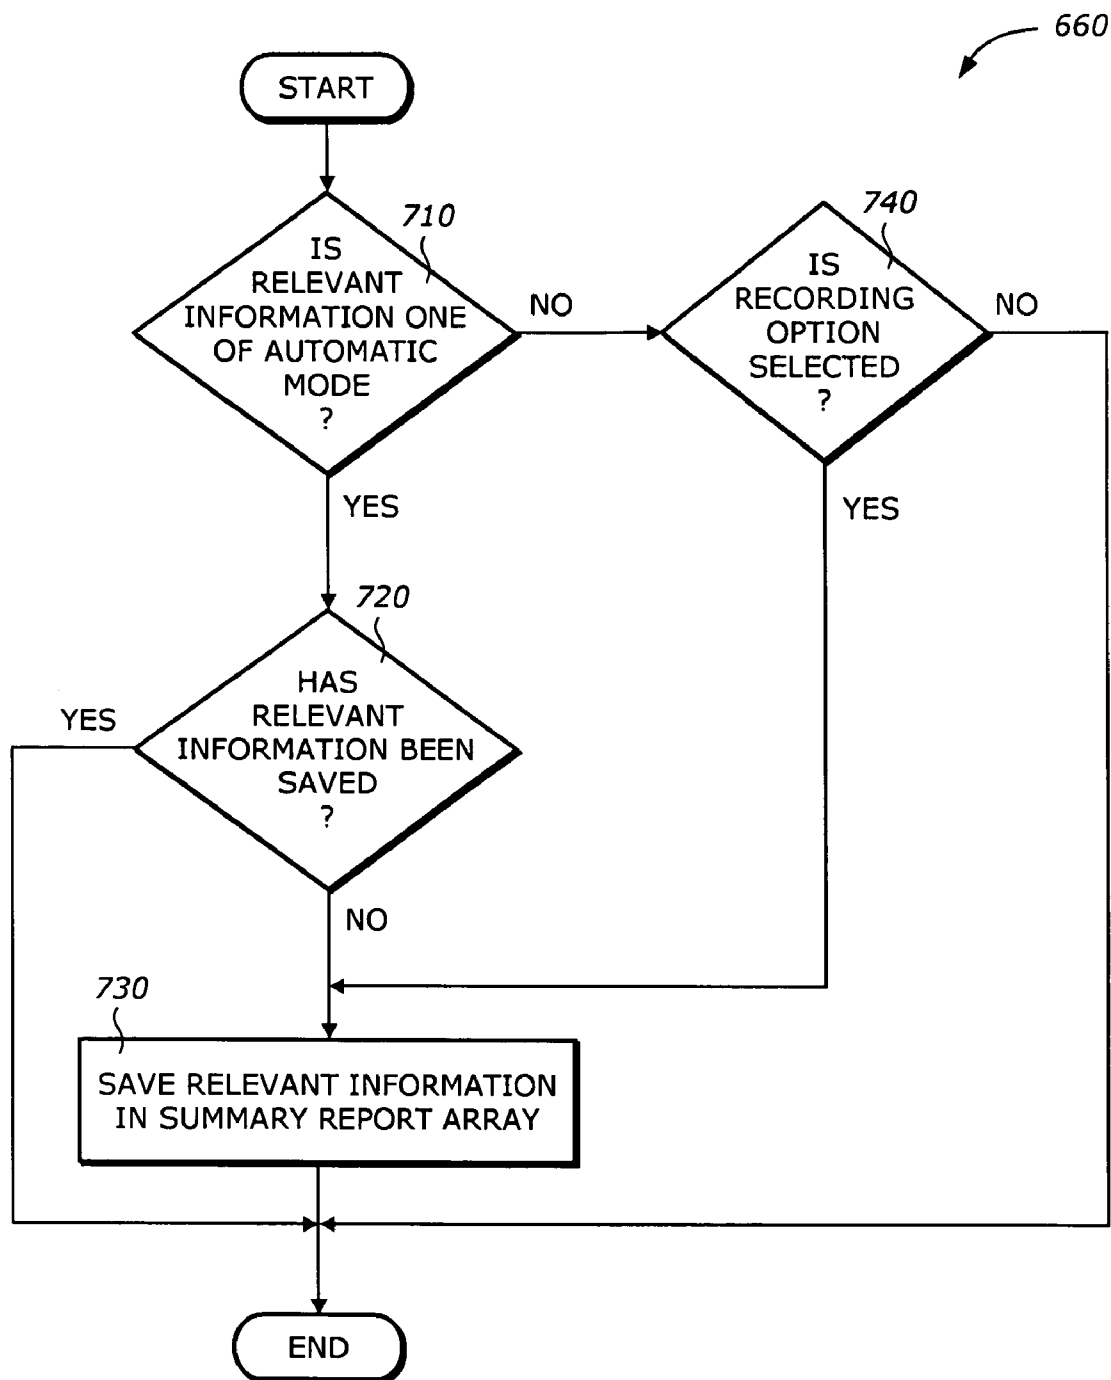 660
START
710
IS
RELEVANT
INFORMATION ONE
OF AUTOMATIC
MODE
?
NO
YES
740
IS
RECORDING
OPTION
SELECTED
?
NO
YES
720
HAS
RELEVANT
INFORMATION BEEN
SAVED
?
YES
NO
730
SAVE RELEVANT INFORMATION
IN SUMMARY REPORT ARRAY
END